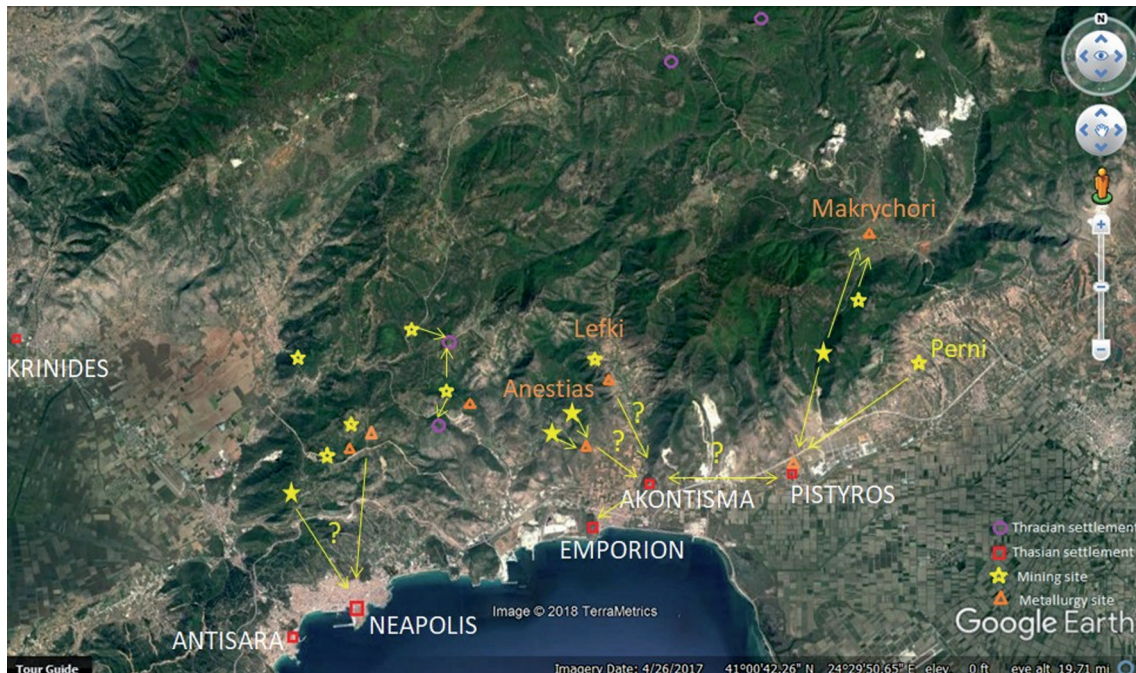 N
Makrychori
Lefki
Perni
KRINIDES
Anestias
?
?
?
AKONTISMA
PISTYROS
?
EMPORION
Thracian settlement
Thasian settlement
Mining site
Metallurgy site
NEAPOLIS
ANTISARA
Image © 2018 TerraMetrics
Google Earth
Tour Guide
Imagery Date: 4/26/2017 41°00'42.26" N 24°29'50.65" E elev 0 ft eye alt 19.71 mi